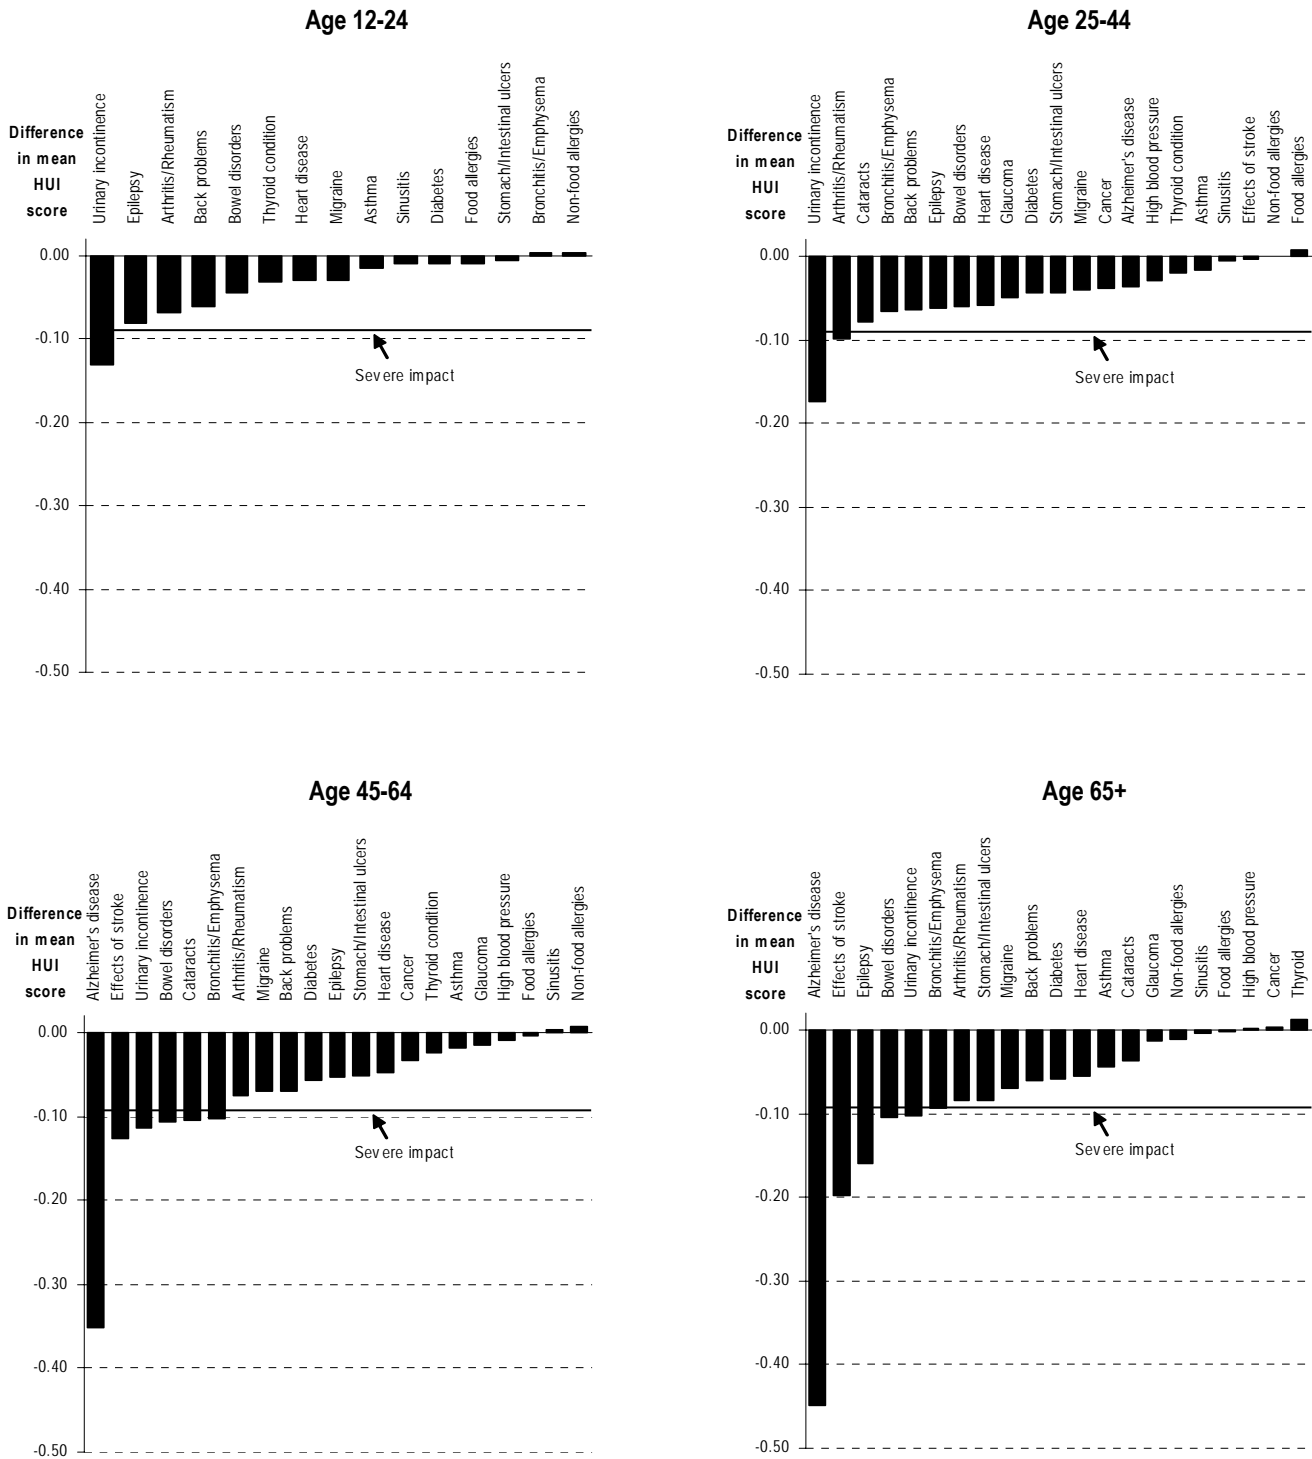 Age 12-24
Difference
in mean
HUI
score
Urinary incontinence
Epilepsy
Arthritis/Rheumatism
Back problems
Bowel disorders
Thyroid condition
Heart disease
Migraine
Asthma
Sinusitis
Diabetes
Food allergies
Stomach/Intestinal ulcers
Bronchitis/Emphysema
Non-food allergies
0.00
-0.10
-0.20
-0.30
-0.40
-0.50
Severe impact
Age 25-44
Difference
in mean
HUI
score
Urinary incontinence
Arthritis/Rheumatism
Cataracts
Bronchitis/Emphysema
Back problems
Epilepsy
Bowel disorders
Heart disease
Glaucoma
Diabetes
Stomach/Intestinal ulcers
Migraine
Cancer
Alzheimer's disease
High blood pressure
Thyroid condition
Asthma
Sinusitis
Effects of stroke
Non-food allergies
Food allergies
0.00
-0.10
-0.20
-0.30
-0.40
-0.50
Severe impact
Age 45-64
Difference
in mean
HUI
score
Alzheimer's disease
Effects of stroke
Urinary incontinence
Bowel disorders
Cataracts
Bronchitis/Emphysema
Arthritis/Rheumatism
Migraine
Back problems
Diabetes
Epilepsy
Stomach/Intestinal ulcers
Heart disease
Cancer
Thyroid condition
Asthma
Glaucoma
High blood pressure
Food allergies
Sinusitis
Non-food allergies
0.00
-0.10
-0.20
-0.30
-0.40
-0.50
Severe impact
Age 65+
Difference
in mean
HUI
score
Alzheimer's disease
Effects of stroke
Epilepsy
Bowel disorders
Urinary incontinence
Bronchitis/Emphysema
Arthritis/Rheumatism
Stomach/Intestinal ulcers
Migraine
Back problems
Diabetes
Heart disease
Asthma
Cataracts
Glaucoma
Non-food allergies
Sinusitis
Food allergies
High blood pressure
Cancer
Thyroid
0.00
-0.10
-0.20
-0.30
-0.40
-0.50
Severe impact